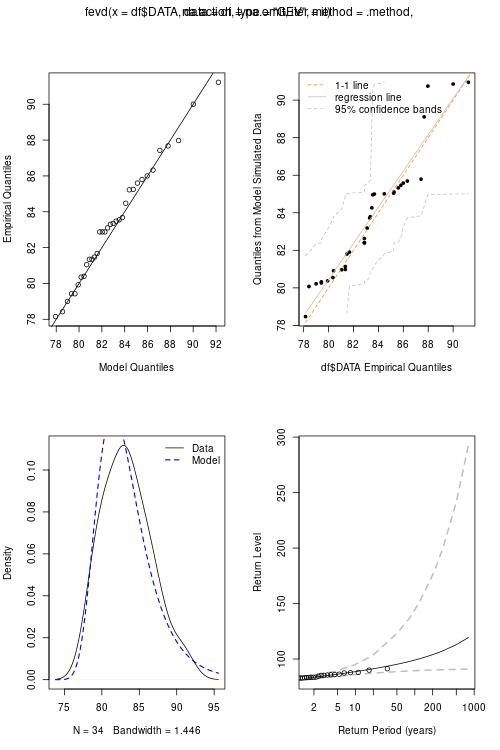 fevd(x = df$DATA, data = df, type = "GEV", method = .method,
78 80 82 84 86 88 90
78 80 82 84 86 88 90 92
Empirical Quantiles
Model Quantiles
1-1 line
regression line
95% confidence bands
78 80 82 84 86 88 90
78 80 82 84 86 88 90
Quantiles from Model Simulated Data
df$DATA Empirical Quantiles
Data
Model
0.00 0.02 0.04 0.06 0.08 0.10
75 80 85 90 95
Density
N = 34 Bandwidth = 1.446
100 150 200 250 300
2 5 10 50 200 1000
Return Level
Return Period (years)